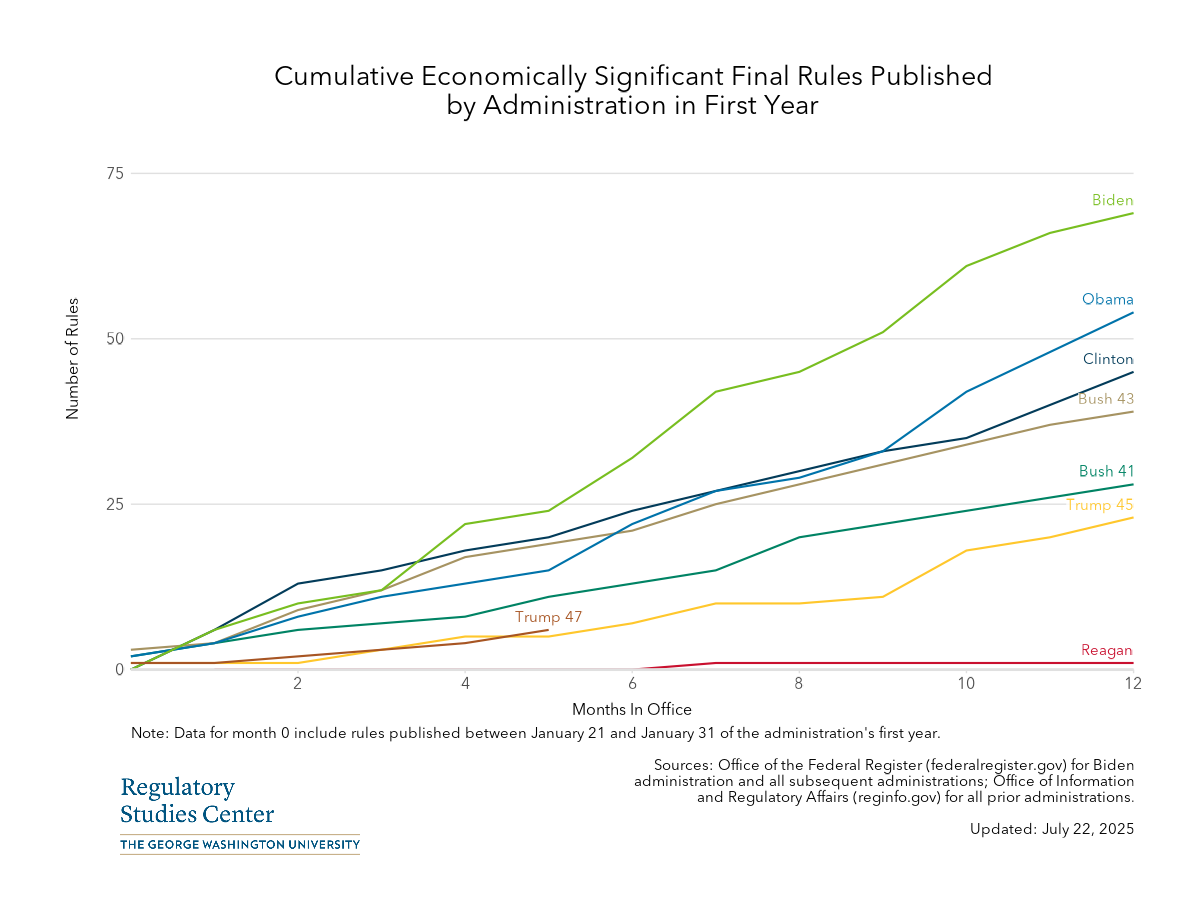 Cumulative Economically Significant Final Rules Published
by Administration in First Year
75
Biden
Obama
50
Number of Rules
Clinton
Bush 43
Bush 41
25
Trump 45
Trump 47
Reagan
0
2
4
6
8
10
12
Months In Office
Note: Data for month 0 include rules published between January 21 and January 31 of the administration's first year.
Sources: Office of the Federal Register (federalregister.gov) for Biden
administration and all subsequent administrations; Office of Information
and Regulatory Affairs (reginfo.gov) for all prior administrations.
Updated: July 22, 2025
Regulatory
Studies Center
THE GEORGE WASHINGTON UNIVERSITY